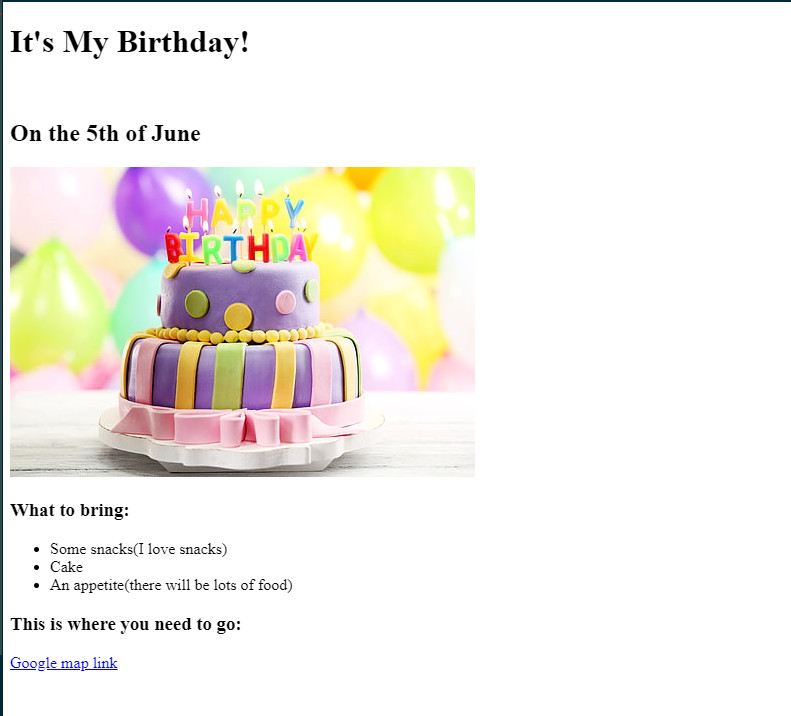 It's My Birthday!
On the 5th of June
HAPPY
BIRTHDAY
What to bring:
Some snacks(I love snacks)
Cake
An appetite(there will be lots of food)
This is where you need to go:
Google map link